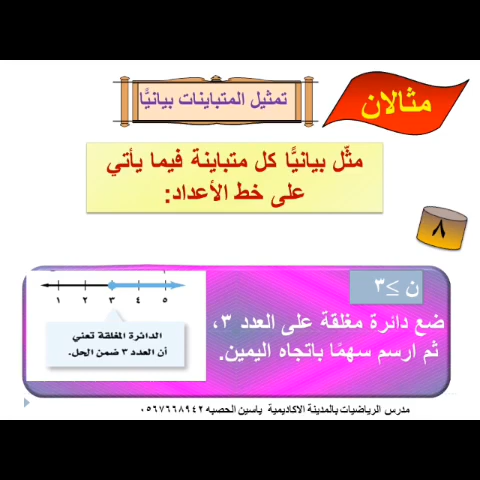 مثالان
تمثيل المتباينات بيانيًّا
مثّل بيانيًّا كل متباينة فيما يأتي
على خط الأعداد:
٨
ن ≥ ٣
ضع دائرة مغلقة على العدد ٣،
ثم ارسم سهمًا باتجاه اليمين.
١ ٢ ٣ ٤ ٥
الدائرة المغلقة تعني
أن العدد ٣ ضمن الحل.
مدرس الرياضيات بالمدينة الاكاديمية ياسين الحصبه ٠٥٦٧٦٦٨٩٤٢